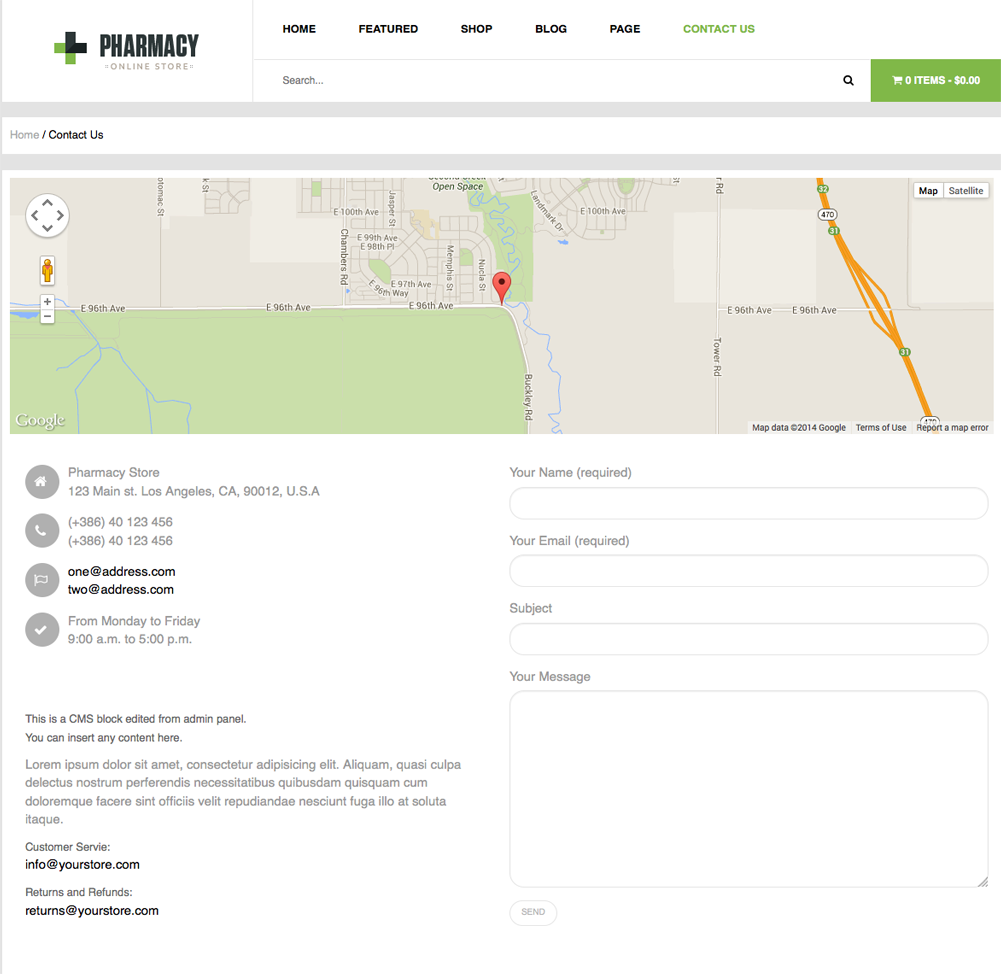 PHARMACY
ONLINE STORE
HOME FEATURED SHOP BLOG PAGE CONTACT US
Search...
0 ITEMS - $0.00
Home / Contact Us
Map Satellite
Open Space
Jasper St
Landmark Dr
E 100th Ave
E 100th Ave
E 99th Ave
E 98th Pl
Chambers Rd
Memphis St
Nucla St
E 97th Ave
E 96th Way
E 96th Ave
E 96th Ave
E 96th Ave
E 96th Ave
E 96th Ave
Tower Rd
Buckley Rd
32
470
31
31
470
Google
Map data ©2014 Google Terms of Use Report a map error
Pharmacy Store
123 Main st. Los Angeles, CA, 90012, U.S.A
(+386) 40 123 456
(+386) 40 123 456
one@address.com
two@address.com
From Monday to Friday
9:00 a.m. to 5:00 p.m.
This is a CMS block edited from admin panel.
You can insert any content here.
Lorem ipsum dolor sit amet, consectetur adipisicing elit. Aliquam, quasi culpa
delectus nostrum perferendis necessitatibus quibusdam quisquam cum
doloremque facere sint officiis velit repudiandae nesciunt fuga illo at soluta
itaque.
Customer Servie:
info@yourstore.com
Returns and Refunds:
returns@yourstore.com
Your Name (required)
Your Email (required)
Subject
Your Message
SEND